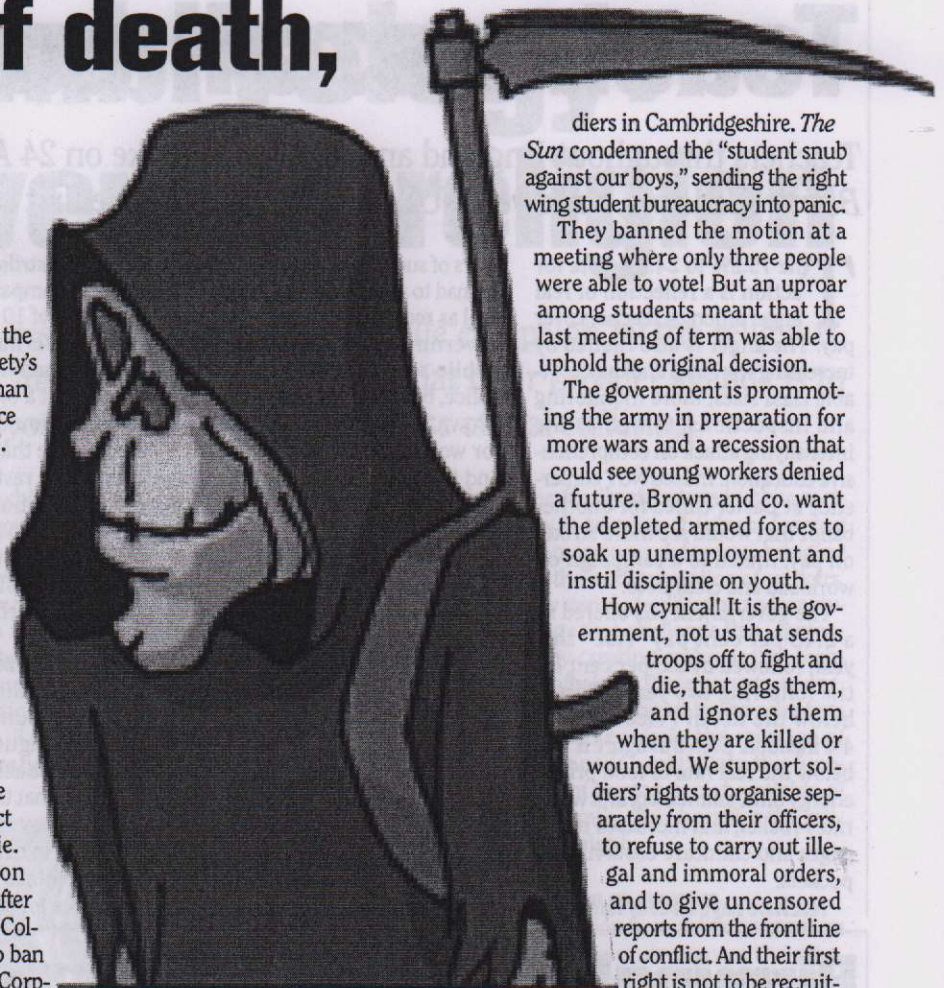 f death,
the
ety's
nan
ce
e
ct
ie.
on
fter
Col-
o ban
Corp-
diers in Cambridgeshire. The
Sun condemned the “student snub
against our boys,” sending the right
wing student bureaucracy into panic.
They banned the motion at a
meeting where only three people
were able to vote! But an uproar
among students meant that the
last meeting of term was able to
uphold the original decision.
The government is prommot-
ing the army in preparation for
more wars and a recession that
could see young workers denied
a future. Brown and co. want
the depleted armed forces to
soak up unemployment and
instil discipline on youth.
How cynical! It is the gov-
ernment, not us that sends
troops off to fight and
die, that gags them,
and ignores them
when they are killed or
wounded. We support sol-
diers’ rights to organise sep-
arately from their officers,
to refuse to carry out ille-
gal and immoral orders,
and to give uncensored
reports from the front line
of conflict. And their first
right is not to be recruit-